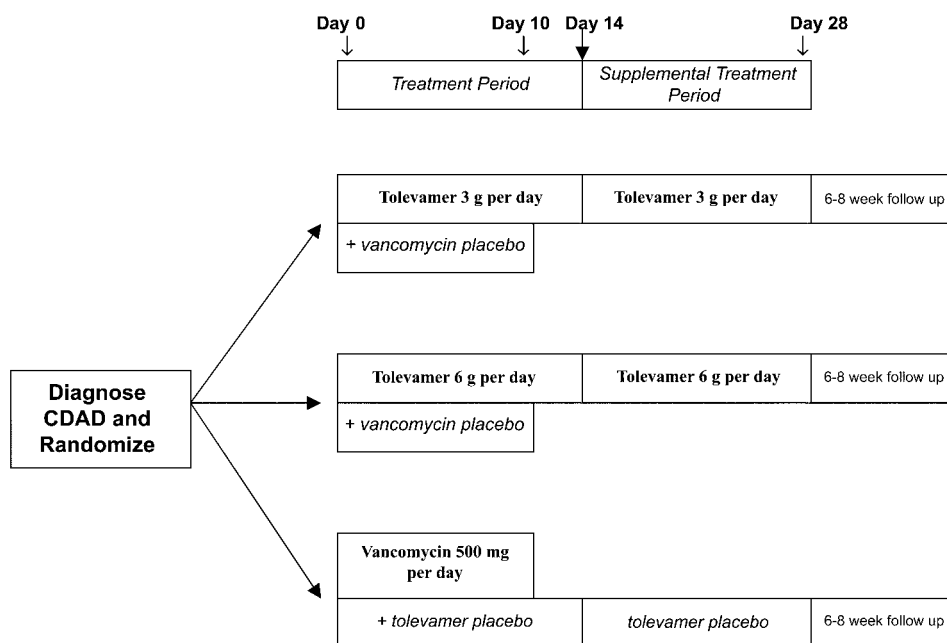 Day 0 Day 10 Day 14 Day 28
Treatment Period
Supplemental Treatment
Period
Tolevamer 3 g per day Tolevamer 3 g per day 6-8 week follow up
+ vancomycin placebo
Diagnose
CDAD and
Randomize
Tolevamer 6 g per day Tolevamer 6 g per day 6-8 week follow up
+ vancomycin placebo
Vancomycin 500 mg
per day
+ tolevamer placebo tolevamer placebo 6-8 week follow up